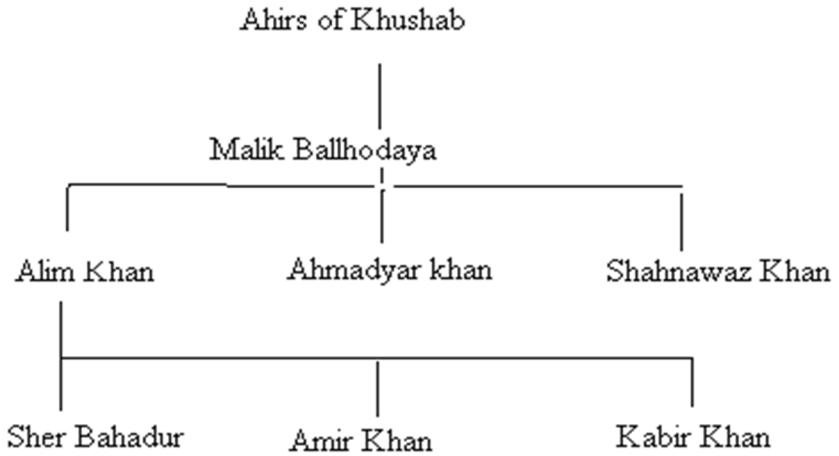 Ahirs of Khushab
Malik Ballhodaya
Alim Khan Ahmadyar khan Shahnawaz Khan
Sher Bahadur Amir Khan Kabir Khan